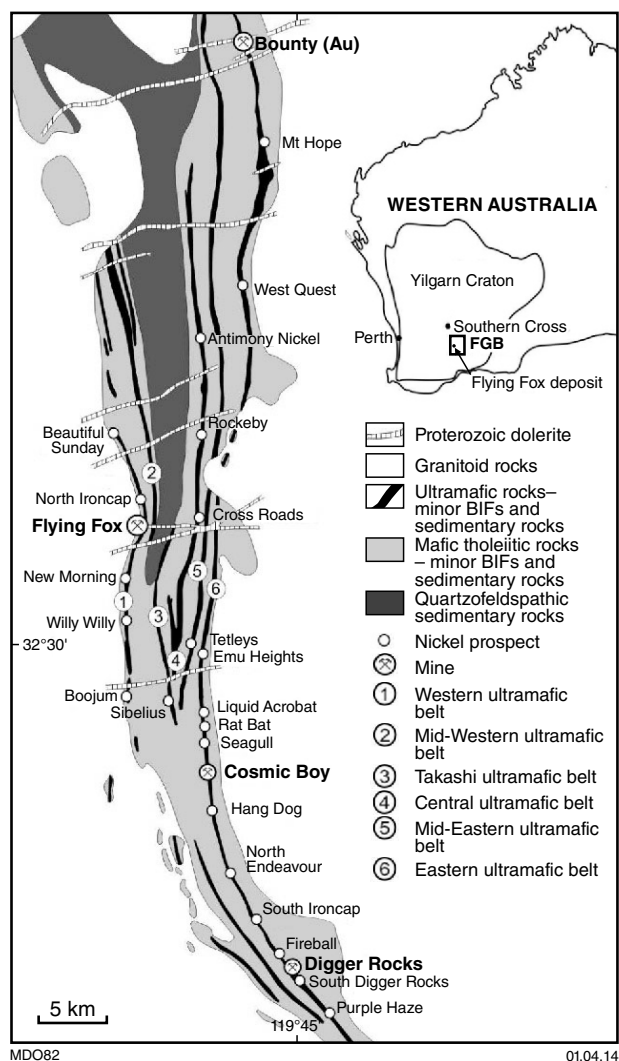 Bounty (Au)
Mt Hope
West Quest
Antimony Nickel
Beautiful
Sunday
Rockeby
2
North Ironcap
Flying Fox
Cross Roads
New Morning
5
6
1
Willy Willy
3
32°30'
Tetleys
4
Emu Heights
Boojum
Sibelius
Liquid Acrobat
Rat Bat
Seagull
Cosmic Boy
Hang Dog
North
Endeavour
South Ironcap
Fireball
Digger Rocks
South Digger Rocks
Purple Haze
5 km
119°45'
WESTERN AUSTRALIA
Yilgarn Craton
Southern Cross
Perth
FGB
Flying Fox deposit
Proterozoic dolerite
Granitoid rocks
Ultramafic rocks–
minor BIFs and
sedimentary rocks
Mafic tholeiitic rocks
– minor BIFs and
sedimentary rocks
Quartzofeldspathic
sedimentary rocks
Nickel prospect
Mine
1 Western ultramafic
belt
2 Mid-Western ultramafic
belt
3 Takashi ultramafic belt
4 Central ultramafic belt
5 Mid-Eastern ultramafic
belt
6 Eastern ultramafic belt
MDO82
01.04.14